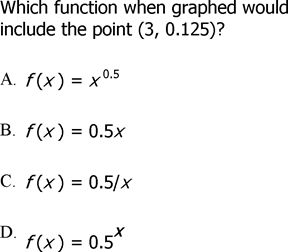 Which function when graphed would
include the point (3, 0.125)?
A. f(x) = x^0.5
B. f(x) = 0.5x
C. f(x) = 0.5/x
D. f(x) = 0.5^x